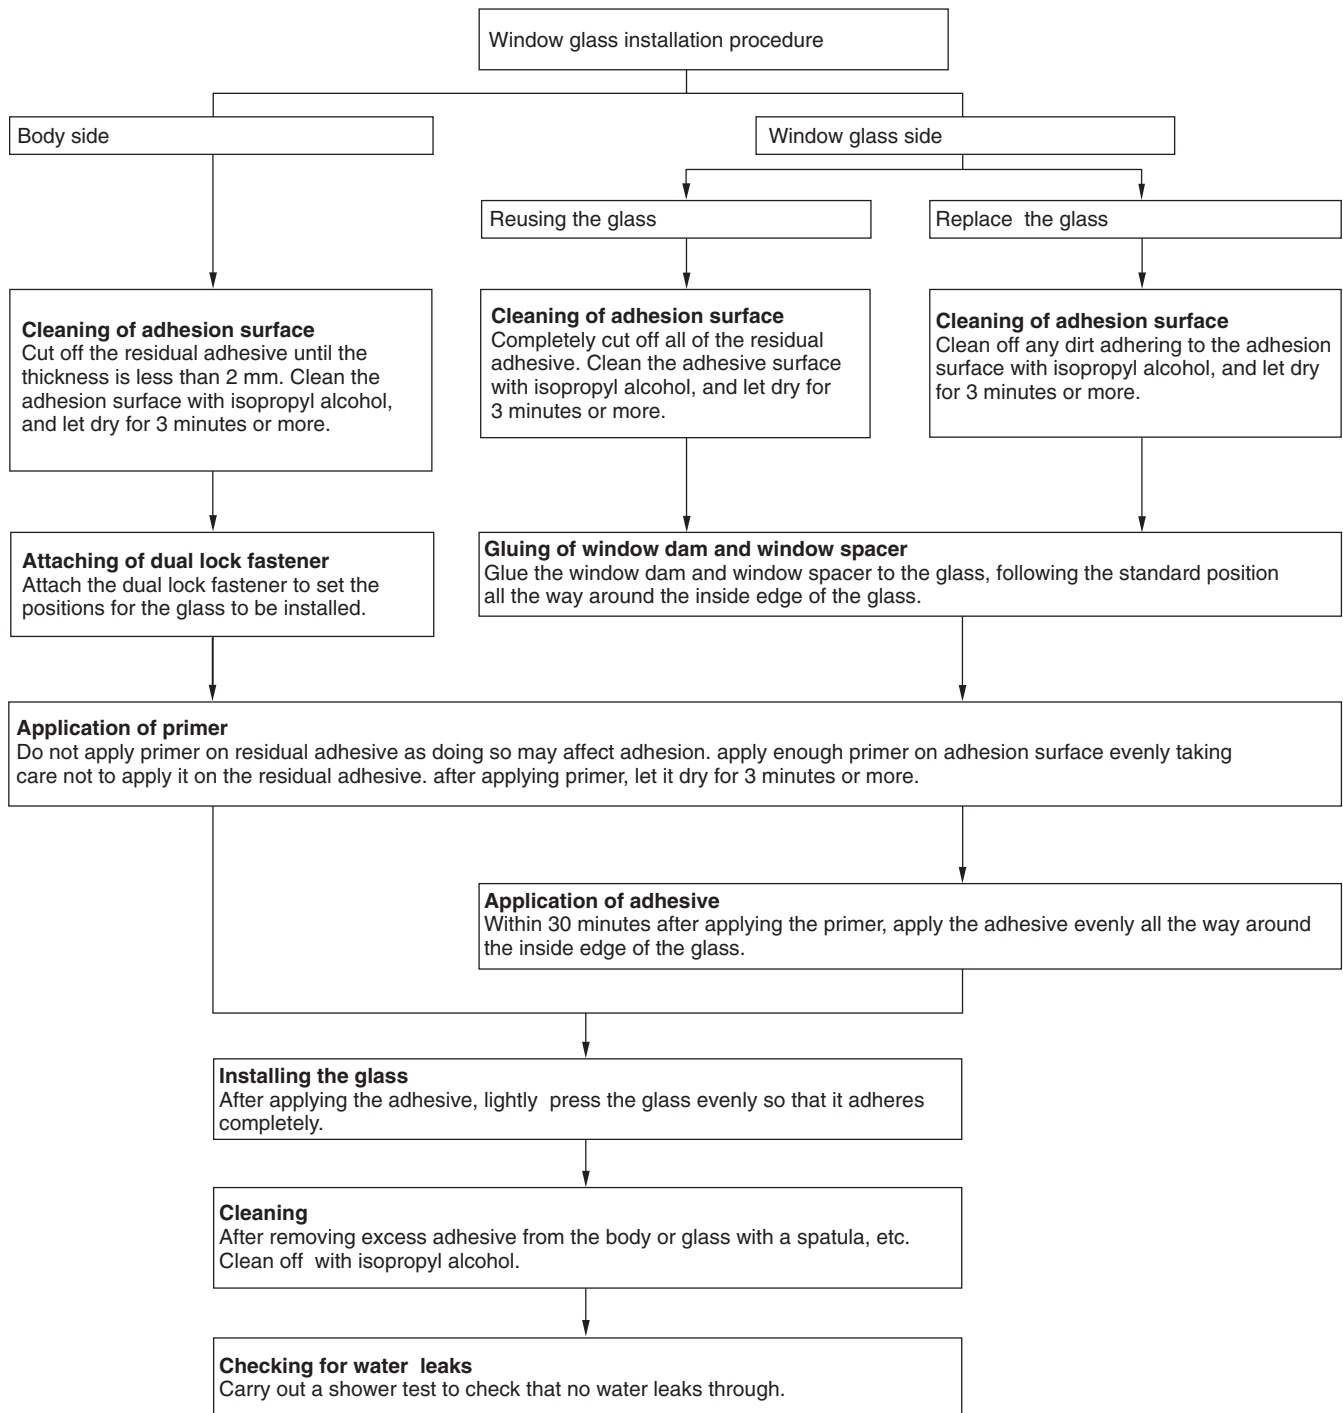 Window glass installation procedure
Body side
Window glass side
Reusing the glass
Replace the glass
Cleaning of adhesion surface
Cut off the residual adhesive until the
thickness is less than 2 mm. Clean the
adhesion surface with isopropyl alcohol,
and let dry for 3 minutes or more.
Cleaning of adhesion surface
Completely cut off all of the residual
adhesive. Clean the adhesive surface
with isopropyl alcohol, and let dry for
3 minutes or more.
Cleaning of adhesion surface
Clean off any dirt adhering to the adhesion
surface with isopropyl alcohol, and let dry
for 3 minutes or more.
Attaching of dual lock fastener
Attach the dual lock fastener to set the
positions for the glass to be installed.
Gluing of window dam and window spacer
Glue the window dam and window spacer to the glass, following the standard position
all the way around the inside edge of the glass.
Application of primer
Do not apply primer on residual adhesive as doing so may affect adhesion. apply enough primer on adhesion surface evenly taking
care not to apply it on the residual adhesive. after applying primer, let it dry for 3 minutes or more.
Application of adhesive
Within 30 minutes after applying the primer, apply the adhesive evenly all the way around
the inside edge of the glass.
Installing the glass
After applying the adhesive, lightly press the glass evenly so that it adheres
completely.
Cleaning
After removing excess adhesive from the body or glass with a spatula, etc.
Clean off with isopropyl alcohol.
Checking for water leaks
Carry out a shower test to check that no water leaks through.